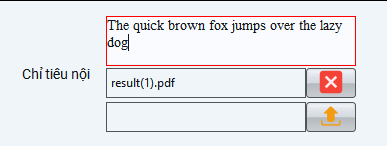 The quick brown fox jumps over the lazy
dog
Chỉ tiêu nội
result(1).pdf